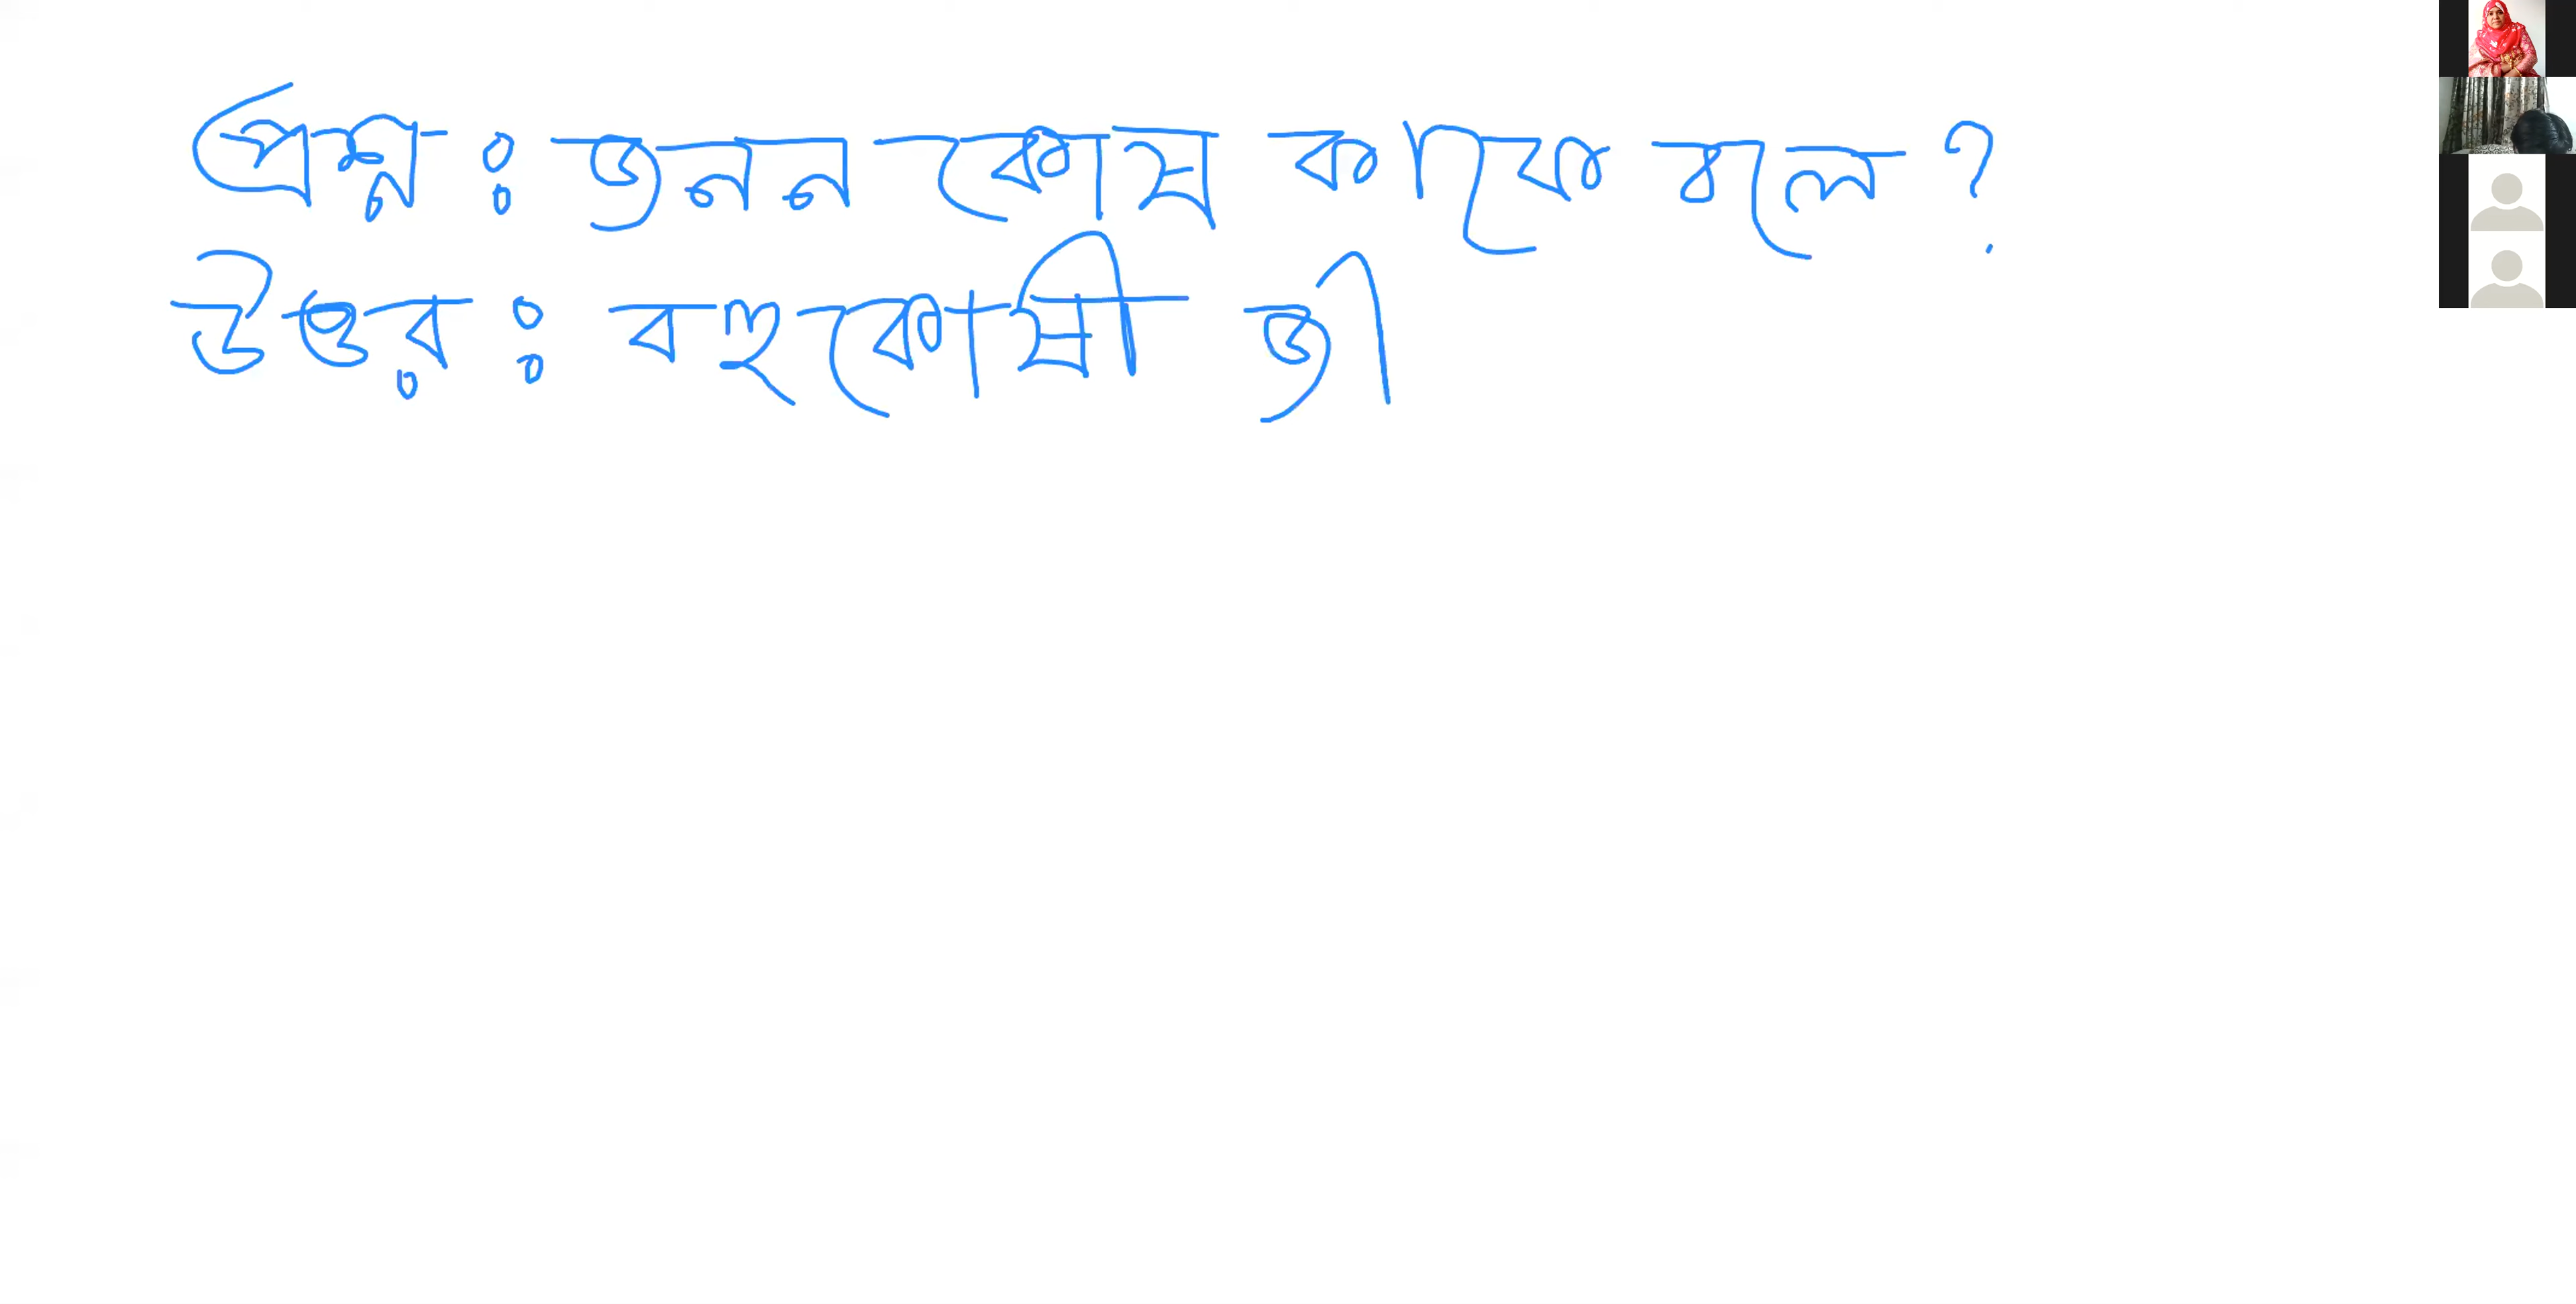 প্রশ্ন : জনন কোষ কাকে বলে ?
উত্তর : বহুকোষী জী